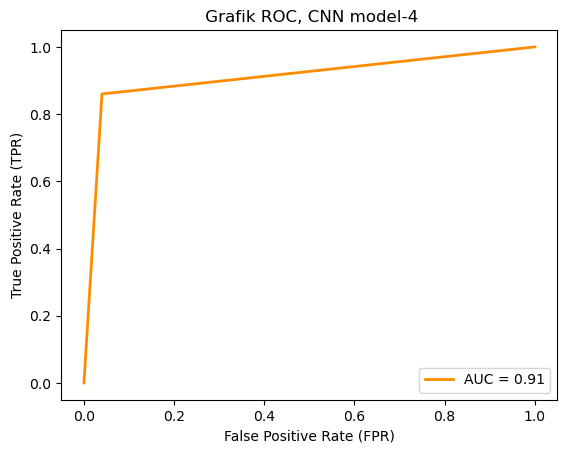 Grafik ROC, CNN model-4
True Positive Rate (TPR)
1.0
0.8
0.6
0.4
0.2
0.0
AUC = 0.91
0.0 0.2 0.4 0.6 0.8 1.0
False Positive Rate (FPR)